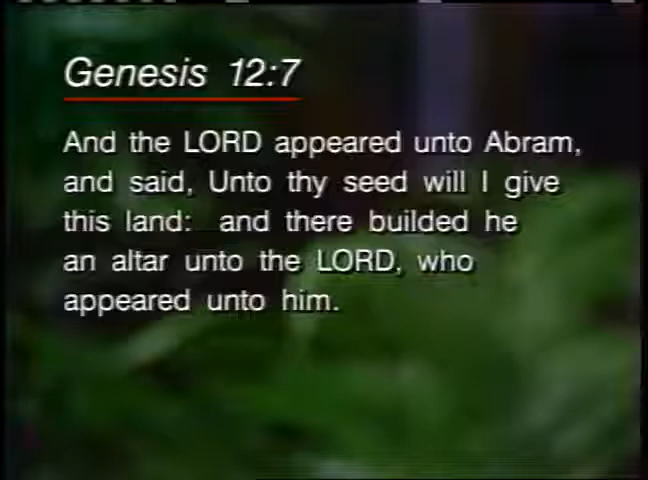 Genesis 12:7
And the LORD appeared unto Abram,
and said, Unto thy seed will I give
this land: and there builded he
an altar unto the LORD, who
appeared unto him.